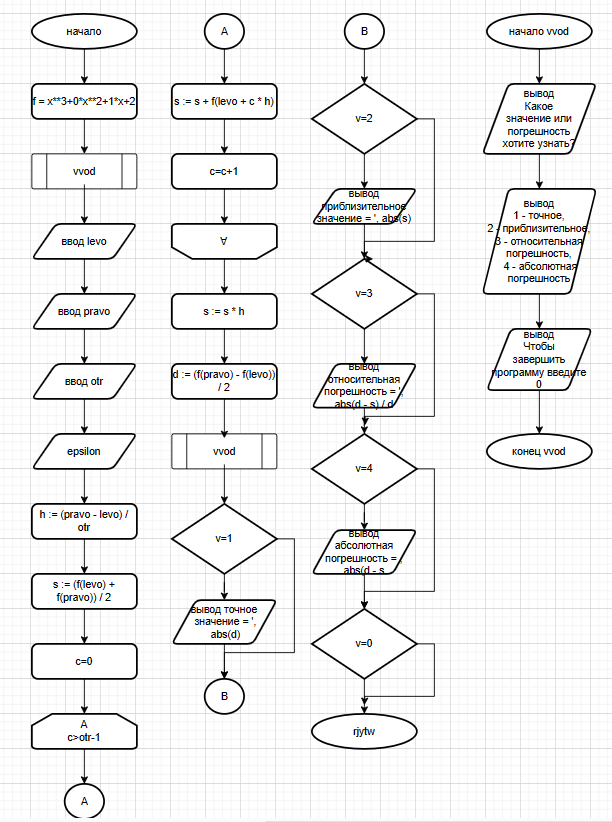 начало
f = x**3+0*x**2+1*x+2
vvod
ввод levo
ввод pravo
ввод otr
epsilon
h := (pravo - levo) /
otr
s := (f(levo) +
f(pravo)) / 2
c=0
A
c>otr-1
A
A
s := s + f(levo + c * h)
c=c+1
∀
s := s * h
d := (f(pravo) - f(levo))
/ 2
vvod
v=1
вывод точное
значение = ',
abs(d)
B
B
v=2
вывод
приблизительное
значение = ', abs(s)
v=3
вывод
относительная
погрешность = ',
abs(d - s) / d
v=4
вывод
абсолютная
погрешность = ,
abs(d - s
v=0
rjytw
начало vvod
вывод
Какое
значение или
погрешность
хотите узнать?
вывод
1 - точное,
2 - приблизительное,
3 - относительная
погрешность,
4 - абсолютная
погрешность
вывод
Чтобы
завершить
программу введите
0
конец vvod